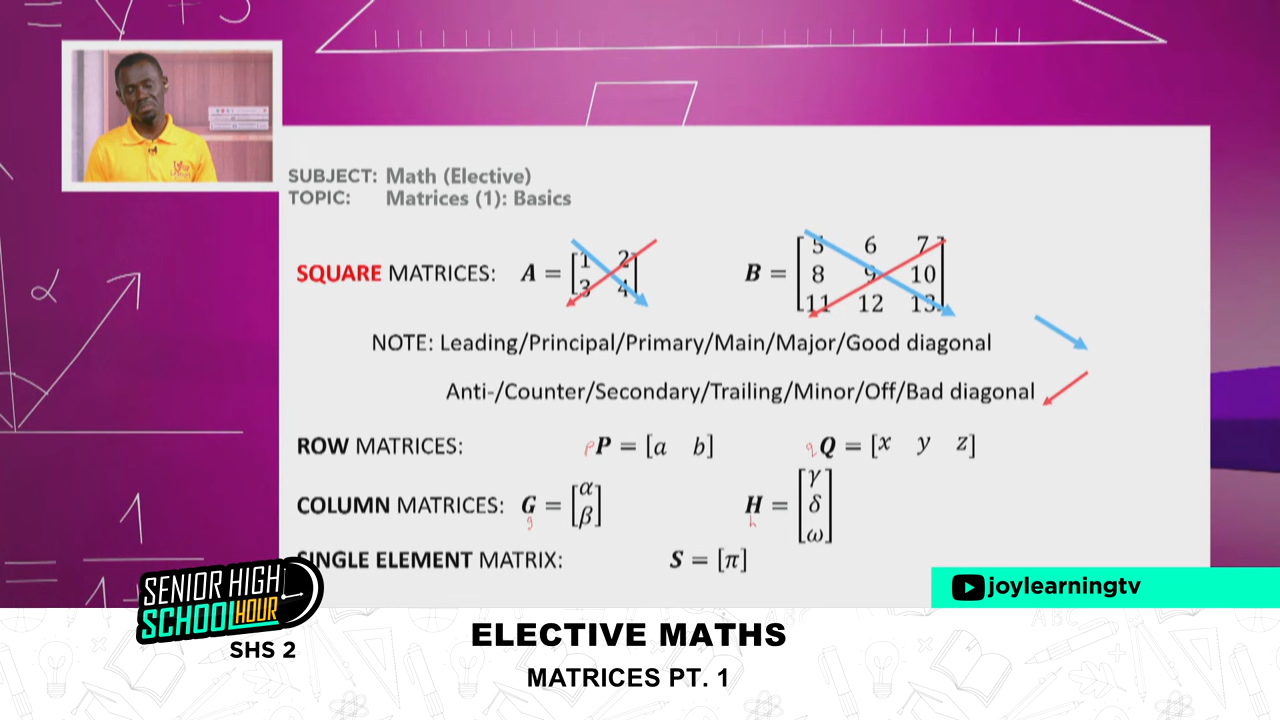 SUBJECT: Math (Elective)
TOPIC: Matrices (1): Basics
SQUARE MATRICES: A = [1 2 B = [5 6 7]
3 4] 8 9 10
11 12 13
NOTE: Leading/Principal/Primary/Main/Major/Good diagonal
Anti-/Counter/Secondary/Trailing/Minor/Off/Bad diagonal
ROW MATRICES: p P = [a b] q Q = [x y z]
COLUMN MATRICES: G = [α β] g H = [γ δ ω] h
SINGLE ELEMENT MATRIX: S = [π]
α
1
SENIOR HIGH
SCHOOL HOUR
SHS 2
joylearningtv
ELECTIVE MATHS
MATRICES PT. 1